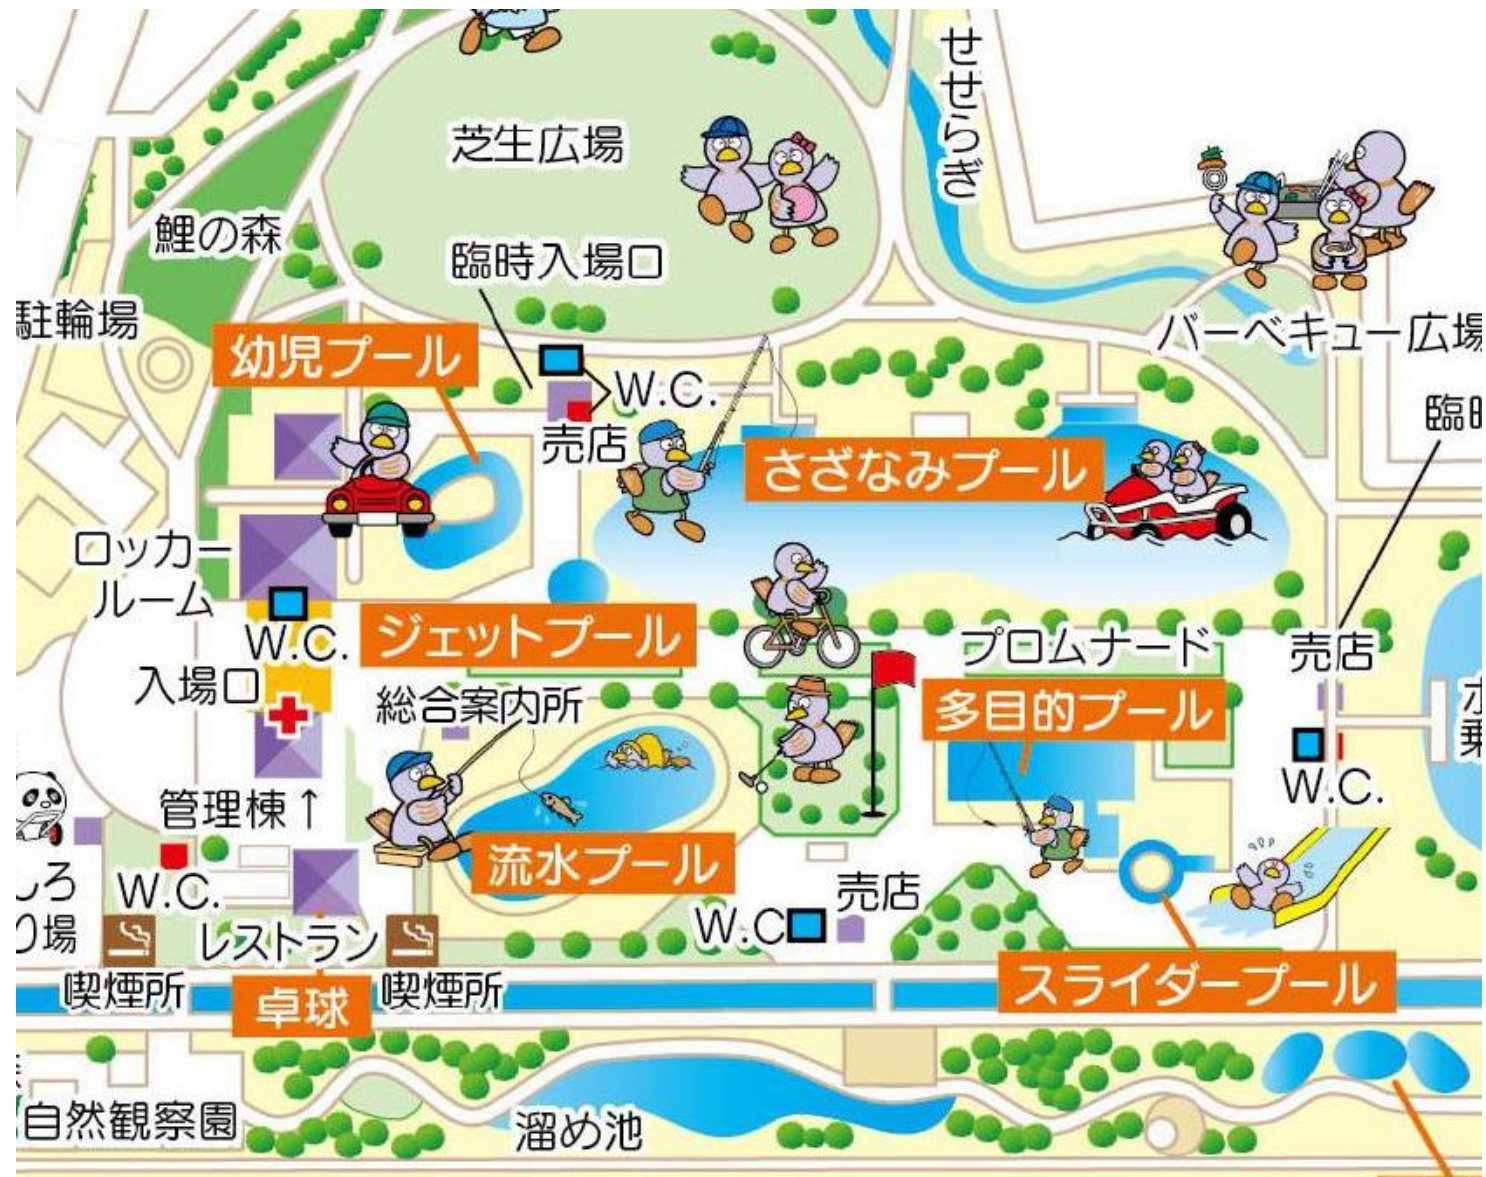 せせらぎ
芝生広場
鯉の森
臨時入場口
駐輪場
バーベキュー広場
幼児プール
W.C.
売店
臨時
さざなみプール
ロッカー
ルーム
W.C.
ジェットプール
プロムナード
売店
入場口
総合案内所
多目的プール
W.C.
乗
管理棟↑
流水プール
しろ
り場
W.C.
売店
W.C
レストラン
喫煙所
卓球
喫煙所
スライダープール
自然観察園
溜め池